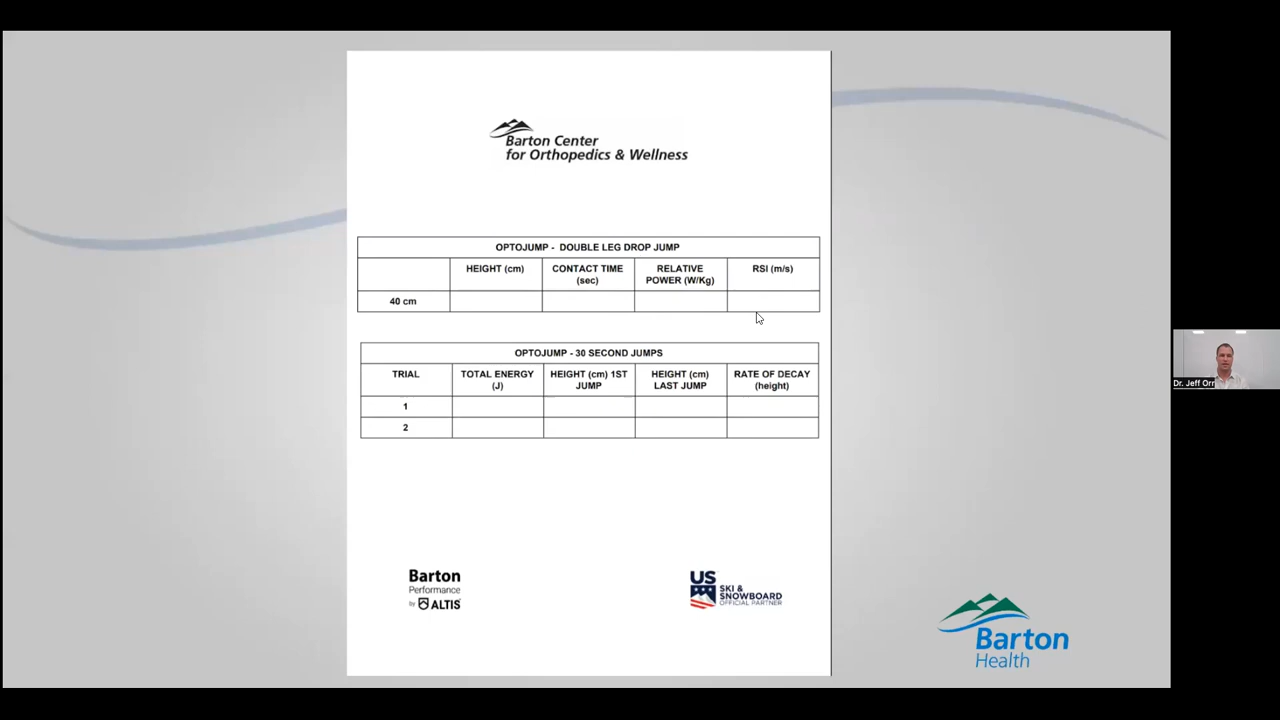 Barton Center
for Orthopedics & Wellness
OPTOJUMP - DOUBLE LEG DROP JUMP
HEIGHT (cm) CONTACT TIME (sec) RELATIVE POWER (W/Kg) RSI (m/s)
40 cm
OPTOJUMP - 30 SECOND JUMPS
TRIAL TOTAL ENERGY (J) HEIGHT (cm) 1ST JUMP HEIGHT (cm) LAST JUMP RATE OF DECAY (height)
1
2
Barton
Performance
by ALTIS
US
SKI &
SNOWBOARD
OFFICIAL PARTNER
Barton
Health
Dr. Jeff Orr